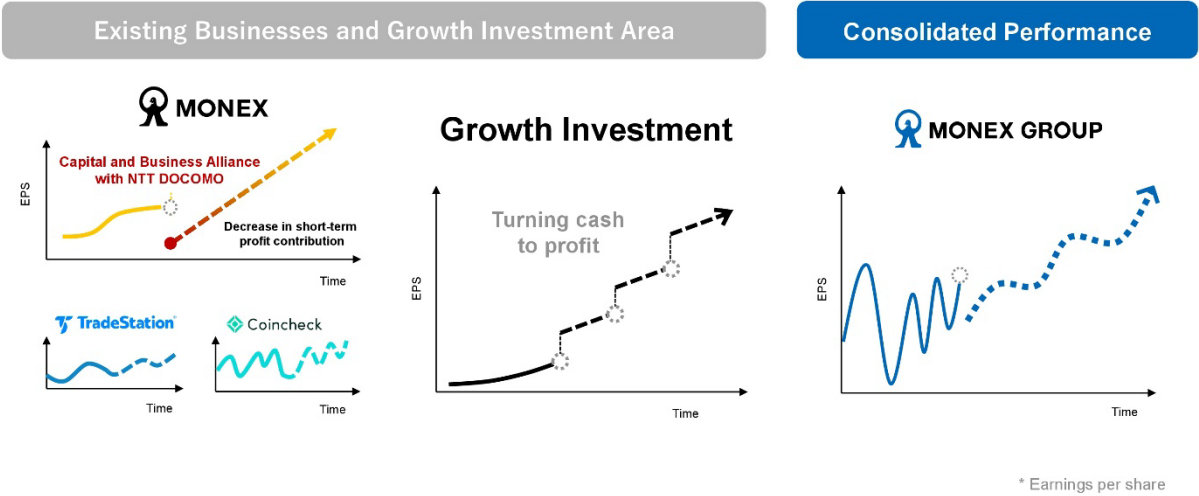 Existing Businesses and Growth Investment Area
Consolidated Performance
MONEX
EPS
Capital and Business Alliance
with NTT DOCOMO
Decrease in short-term
profit contribution
Time
TradeStation®
Time
Coincheck
Time
Growth Investment
EPS
Turning cash
to profit
Time
MONEX GROUP
EPS
Time
* Earnings per share